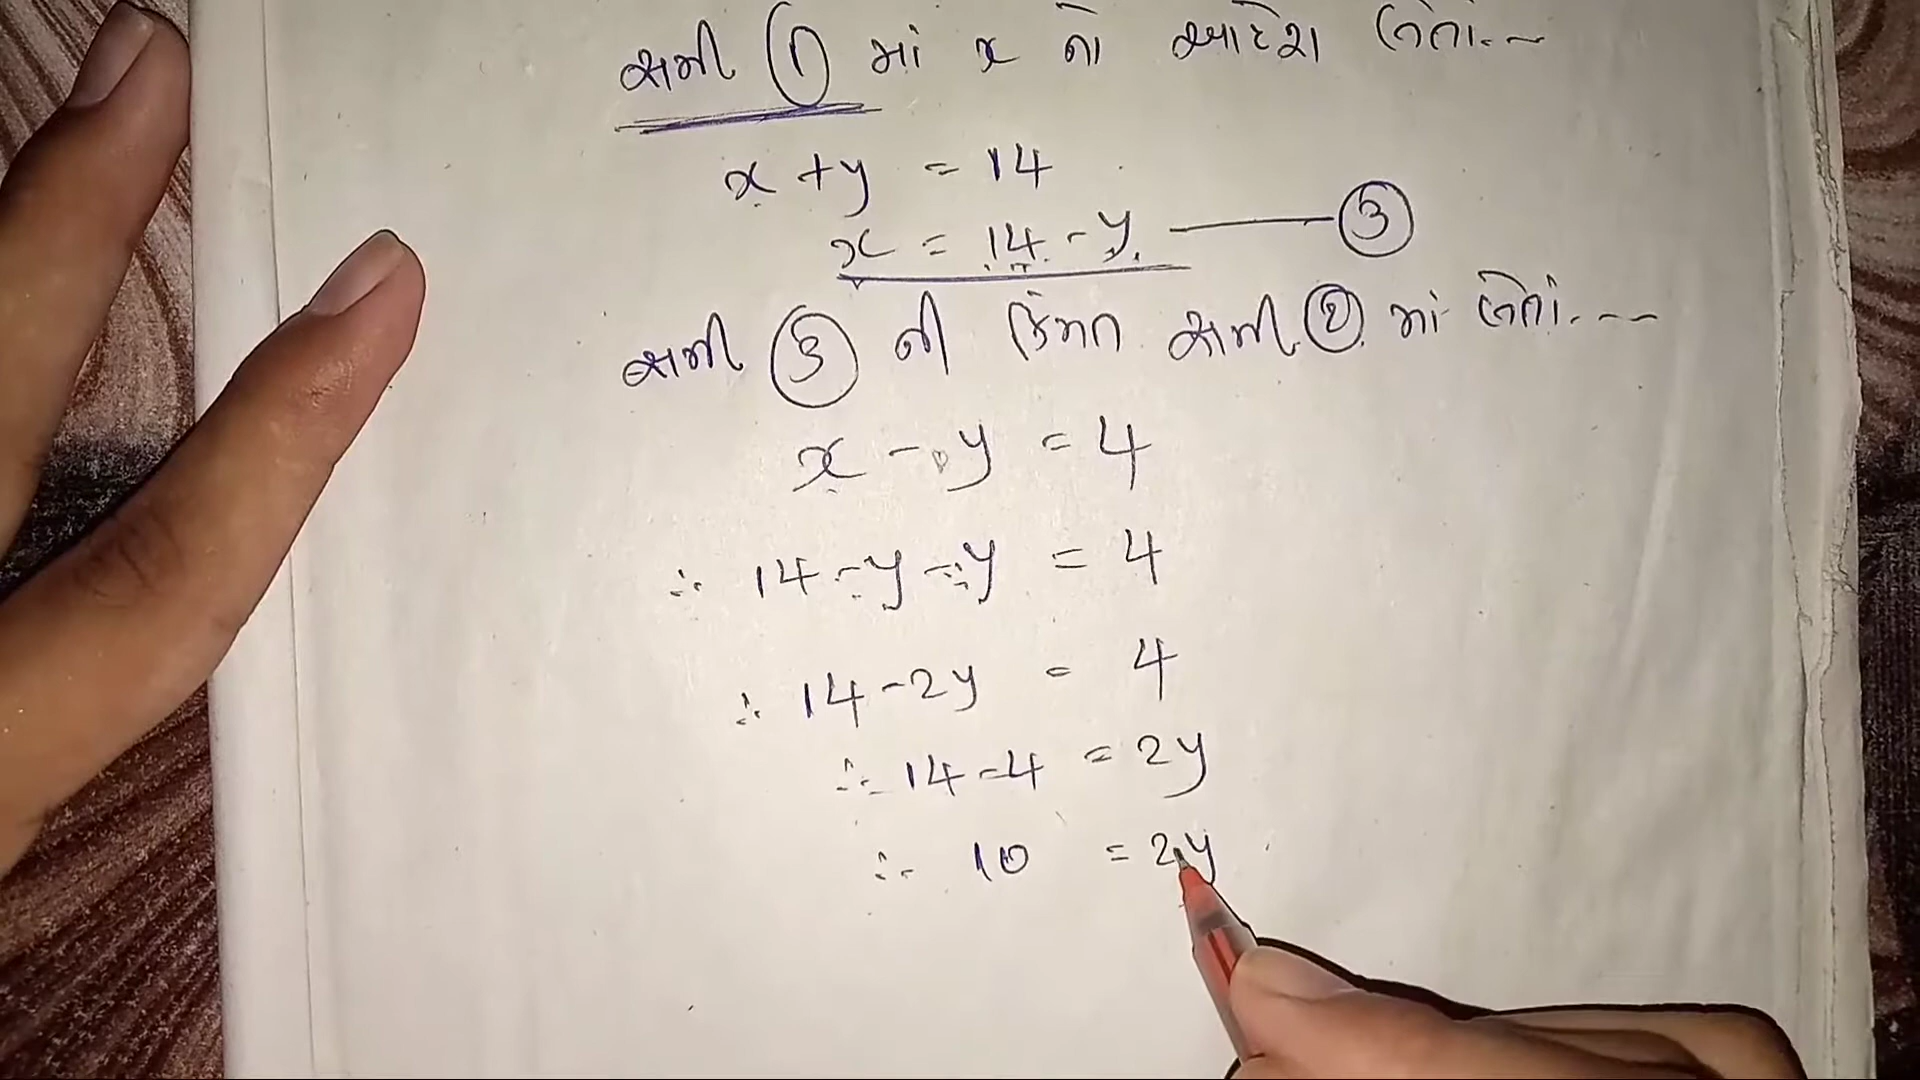 સમી ① માં x નો આદેશ લેતાં...
x + y = 14
x = 14 - y ——— ③
સમી ③ ની કિંમત સમી ② માં લેતાં...
x - y = 4
∴ 14 - y - y = 4
∴ 14 - 2y = 4
∴ 14 - 4 = 2y
∴ 10 = 2y